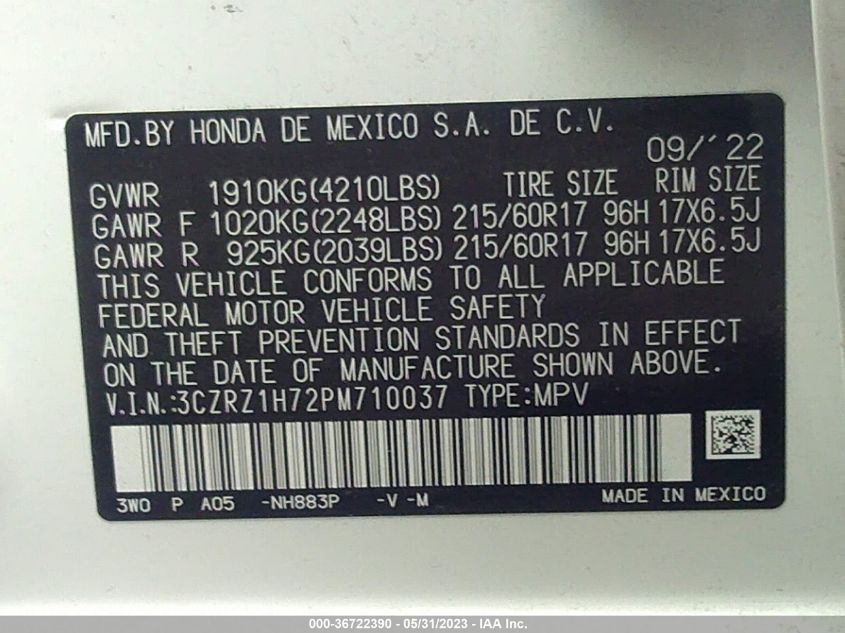 MFD.BY HONDA DE MEXICO S.A. DE C.V.
09/'22
GVWR 1910KG(4210LBS) TIRE SIZE RIM SIZE
GAWR F 1020KG(2248LBS) 215/60R17 96H 17X6.5J
GAWR R 925KG(2039LBS) 215/60R17 96H 17X6.5J
THIS VEHICLE CONFORMS TO ALL APPLICABLE
FEDERAL MOTOR VEHICLE SAFETY
AND THEFT PREVENTION STANDARDS IN EFFECT
ON THE DATE OF MANUFACTURE SHOWN ABOVE.
V.I.N.:3CZRZ1H72PM710037 TYPE:MPV
3W0 P A05 -NH883P -V -M MADE IN MEXICO
000-36722390 - 05/31/2023 - IAA Inc.